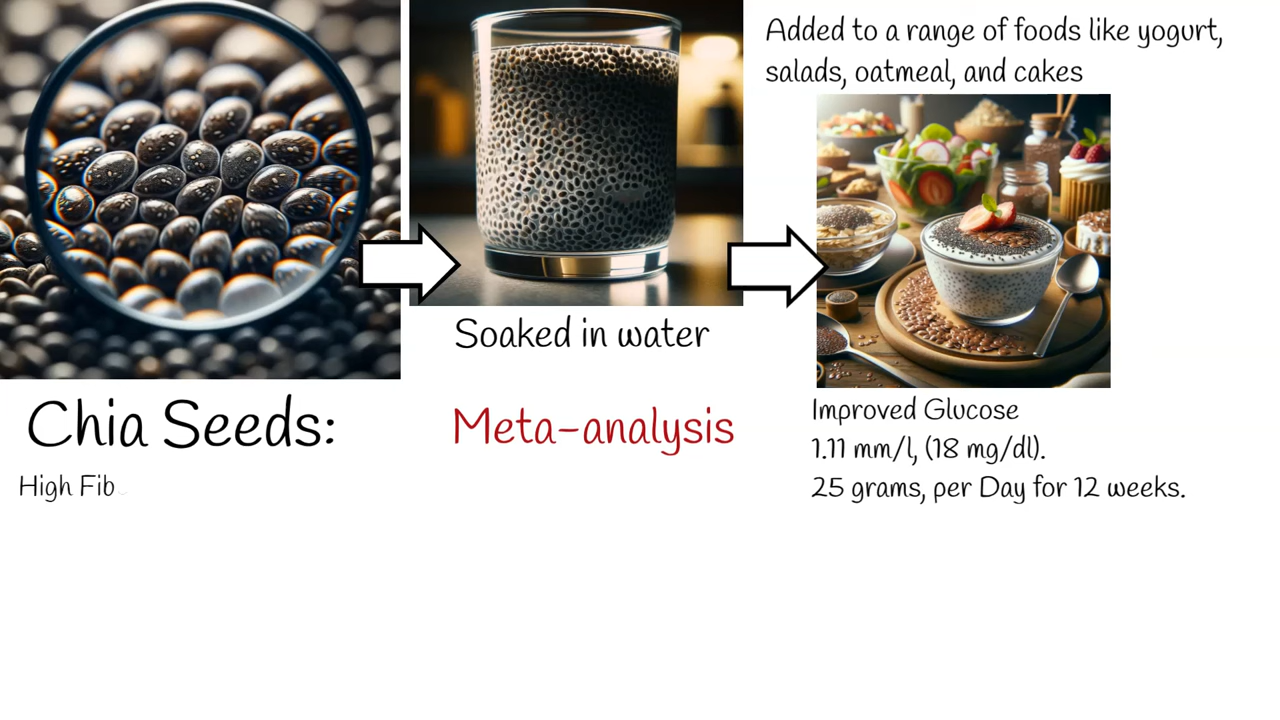 Added to a range of foods like yogurt,
salads, oatmeal, and cakes
Soaked in water
Chia Seeds:
Meta-analysis
High Fib
Improved Glucose
1.11 mm/l, (18 mg/dl).
25 grams, per Day for 12 weeks.